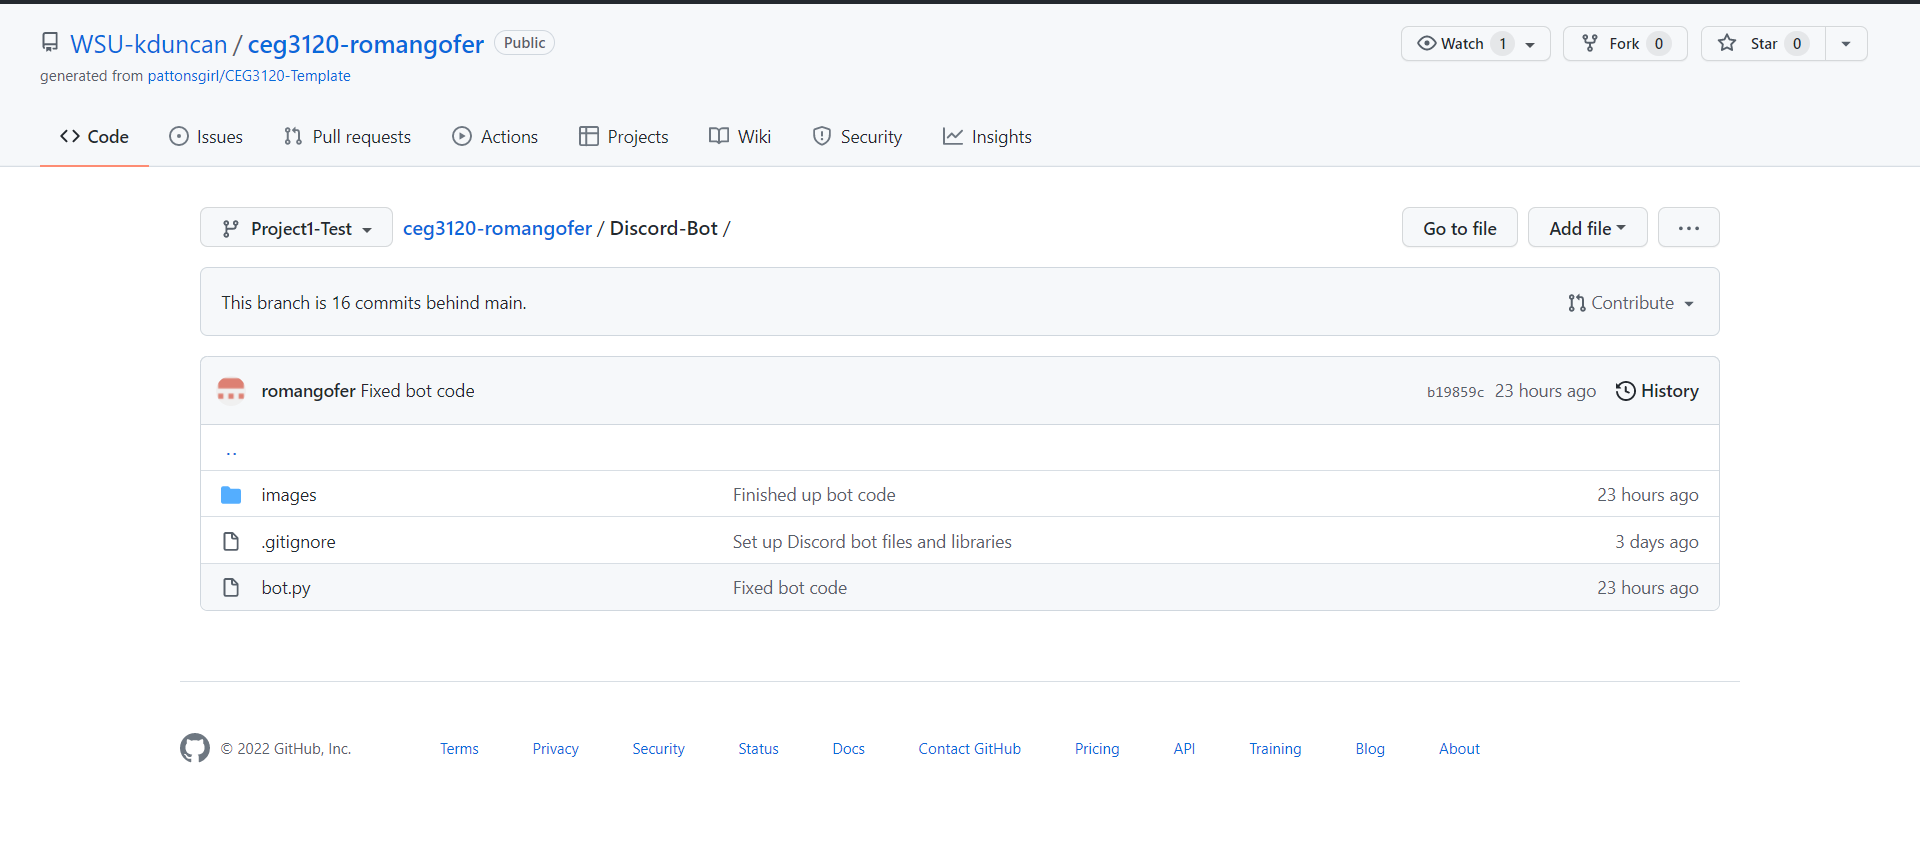 WSU-kduncan / ceg3120-romangofer Public
Watch 1 Fork 0 Star 0
generated from pattonsgirl/CEG3120-Template
Code Issues Pull requests Actions Projects Wiki Security Insights
Project1-Test ceg3120-romangofer / Discord-Bot / Go to file Add file ...
This branch is 16 commits behind main. Contribute
romangofer Fixed bot code b19859c 23 hours ago History
..
images Finished up bot code 23 hours ago
.gitignore Set up Discord bot files and libraries 3 days ago
bot.py Fixed bot code 23 hours ago
© 2022 GitHub, Inc. Terms Privacy Security Status Docs Contact GitHub Pricing API Training Blog About